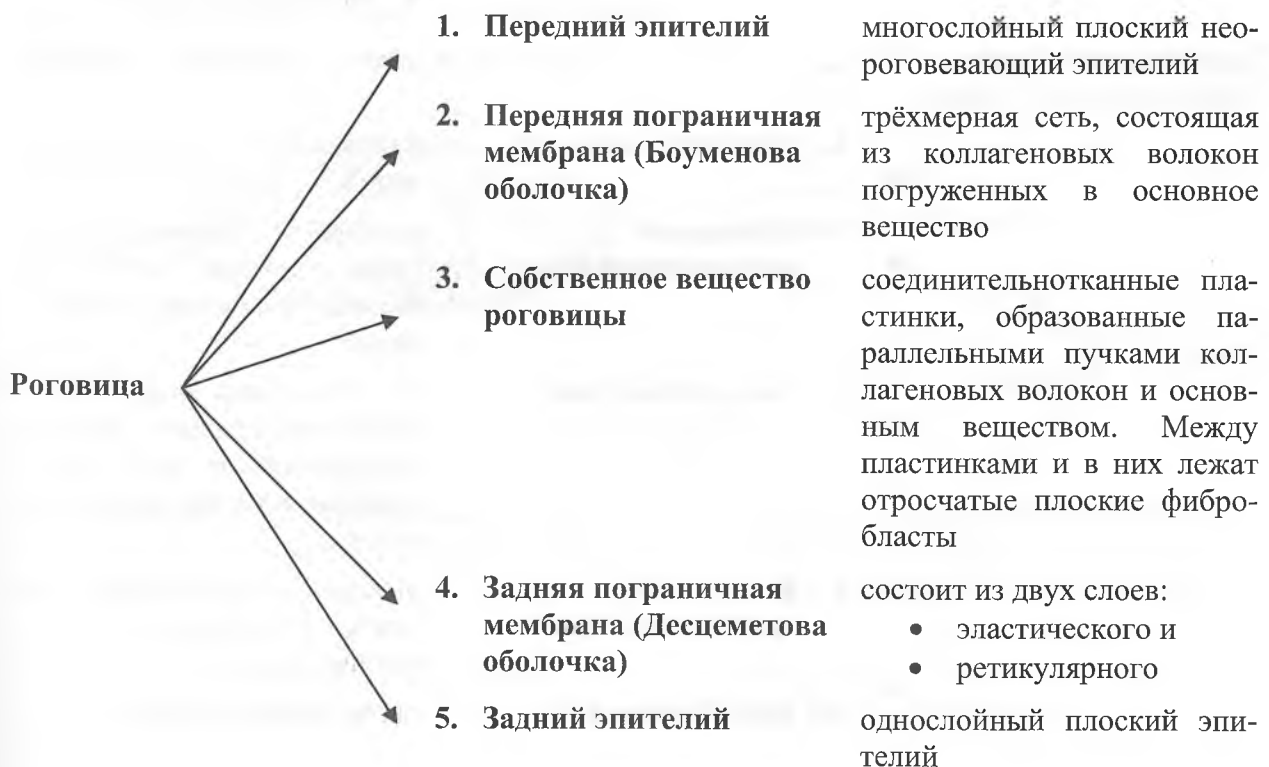 1. Передний эпителий
многослойный плоский нео-
роговевающий эпителий
2. Передняя пограничная
мембрана (Боуменова
оболочка)
трёхмерная сеть, состоящая
из коллагеновых волокон
погруженных в основное
вещество
3. Собственное вещество
роговицы
соединительнотканные пла-
стинки, образованные па-
раллельными пучками кол-
лагеновых волокон и основ-
ным веществом. Между
пластинками и в них лежат
отросчатые плоские фибро-
бласты
Роговица
4. Задняя пограничная
мембрана (Десцеметова
оболочка)
состоит из двух слоев:
• эластического и
• ретикулярного
5. Задний эпителий
однослойный плоский эпи-
телий